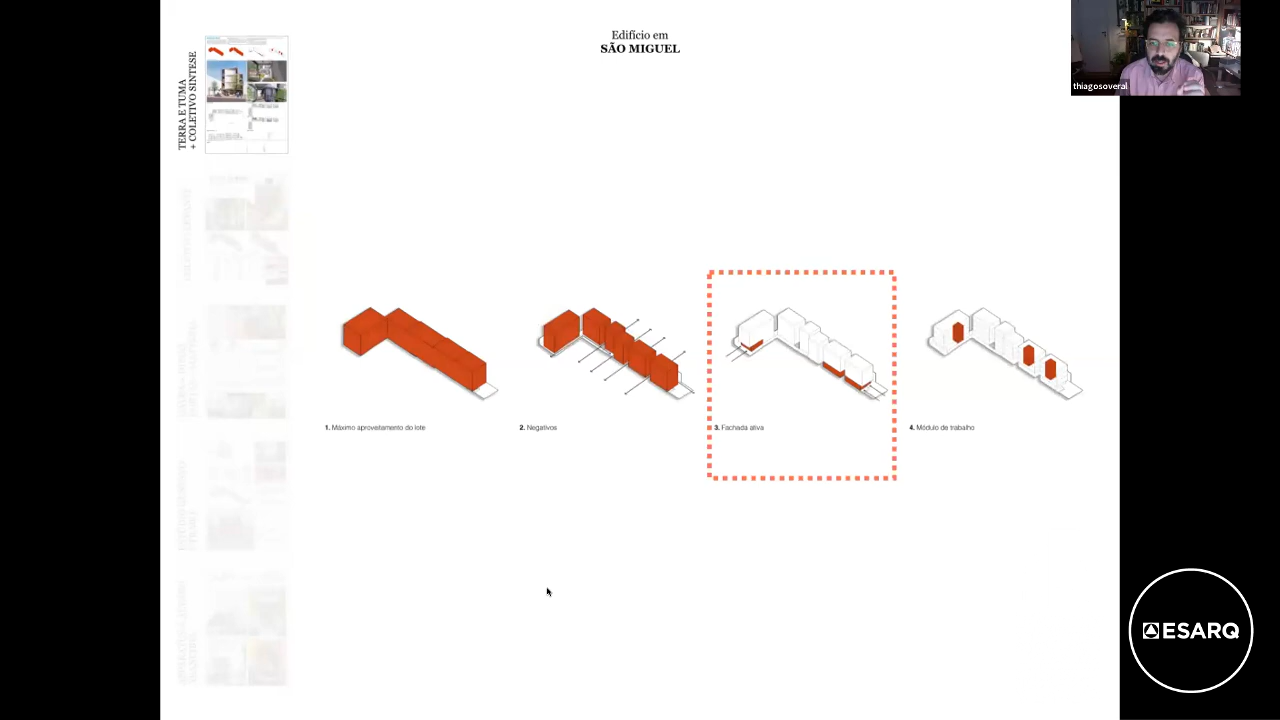 Edifício em
SÃO MIGUEL
thiagosoveral
TERRA E TUMA
+ COLETIVO SÍNTESE
1. Máximo aproveitamento do lote
2. Negativos
3. Fachada ativa
4. Módulo de trabalho
ESARQ